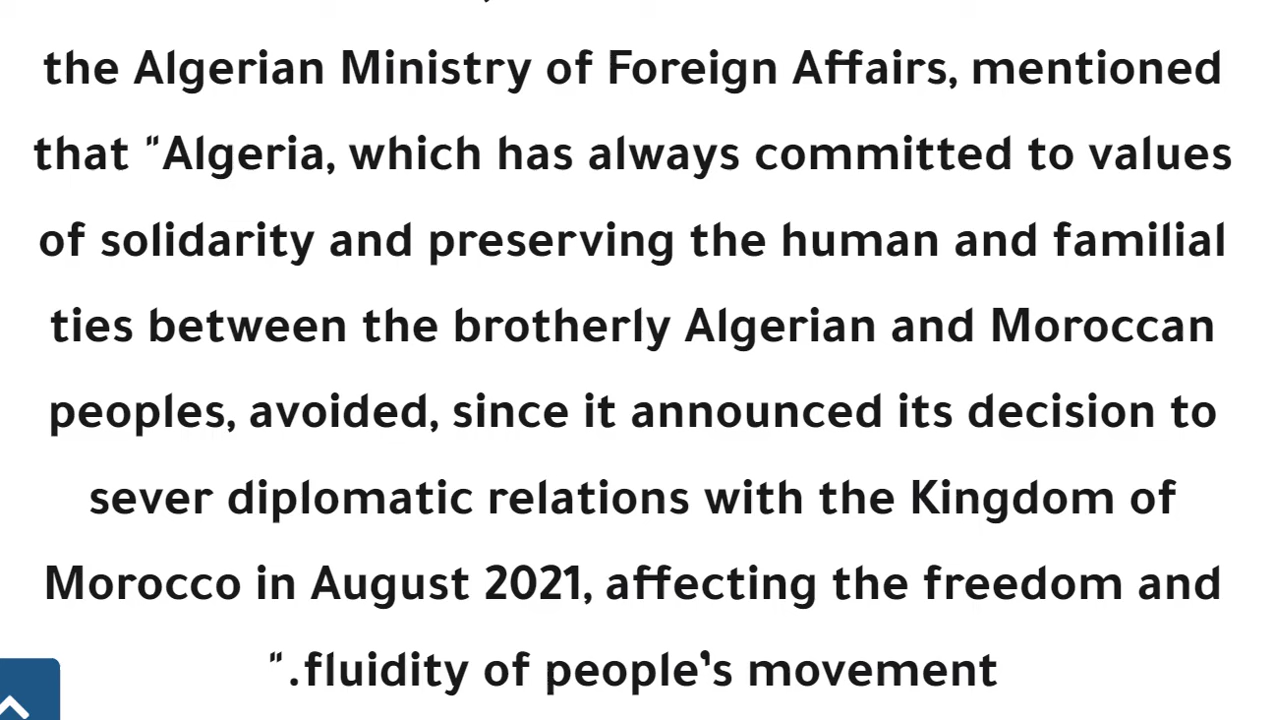 the Algerian Ministry of Foreign Affairs, mentioned
that "Algeria, which has always committed to values
of solidarity and preserving the human and familial
ties between the brotherly Algerian and Moroccan
peoples, avoided, since it announced its decision to
sever diplomatic relations with the Kingdom of
Morocco in August 2021, affecting the freedom and
".fluidity of people's movement